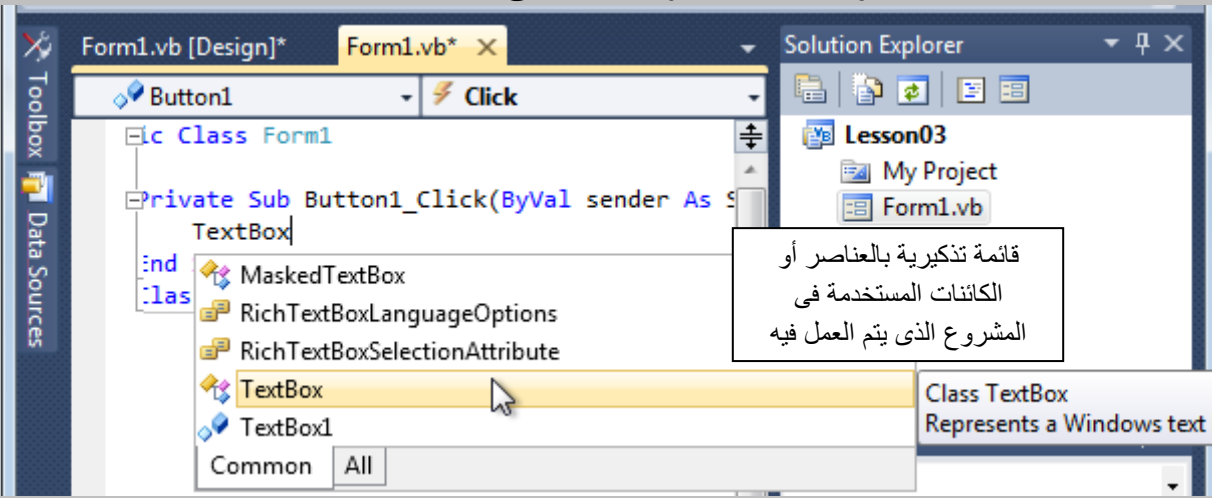 Form1.vb [Design]*
Form1.vb*
Solution Explorer
Toolbox
Data Sources
Button1
Click
ic Class Form1
Private Sub Button1_Click(ByVal sender As
TextBox
End
Clas
MaskedTextBox
RichTextBoxLanguageOptions
RichTextBoxSelectionAttribute
TextBox
TextBox1
Common
All
Lesson03
My Project
Form1.vb
قائمة تذكيرية بالعناصر أو
الكائنات المستخدمة فى
المشروع الذى يتم العمل فيه
Class TextBox
Represents a Windows text